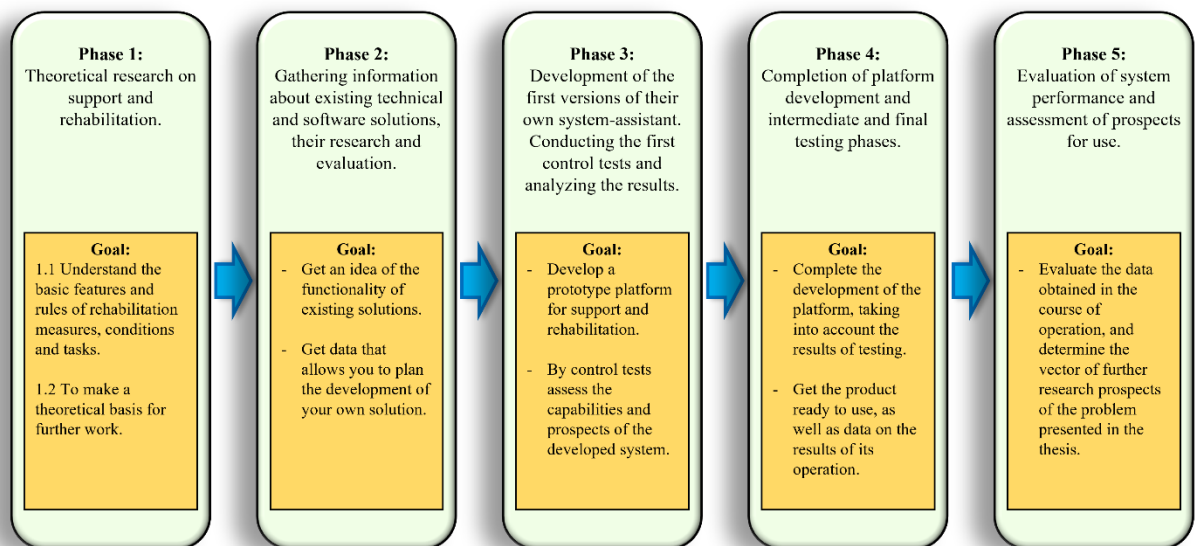 Phase 1:
Theoretical research on
support and
rehabilitation.
Goal:
1.1 Understand the
basic features and
rules of rehabilitation
measures, conditions
and tasks.
1.2 To make a
theoretical basis for
further work.
Phase 2:
Gathering information
about existing technical
and software solutions,
their research and
evaluation.
Goal:
- Get an idea of the
functionality of
existing solutions.
- Get data that
allows you to plan
the development of
your own solution.
Phase 3:
Development of the
first versions of their
own system-assistant.
Conducting the first
control tests and
analyzing the results.
Goal:
- Develop a
prototype platform
for support and
rehabilitation.
- By control tests
assess the
capabilities and
prospects of the
developed system.
Phase 4:
Completion of platform
development and
intermediate and final
testing phases.
Goal:
- Complete the
development of the
platform, taking
into account the
results of testing.
- Get the product
ready to use, as
well as data on the
results of its
operation.
Phase 5:
Evaluation of system
performance and
assessment of prospects
for use.
Goal:
- Evaluate the data
obtained in the
course of
operation, and
determine the
vector of further
research prospects
of the problem
presented in the
thesis.